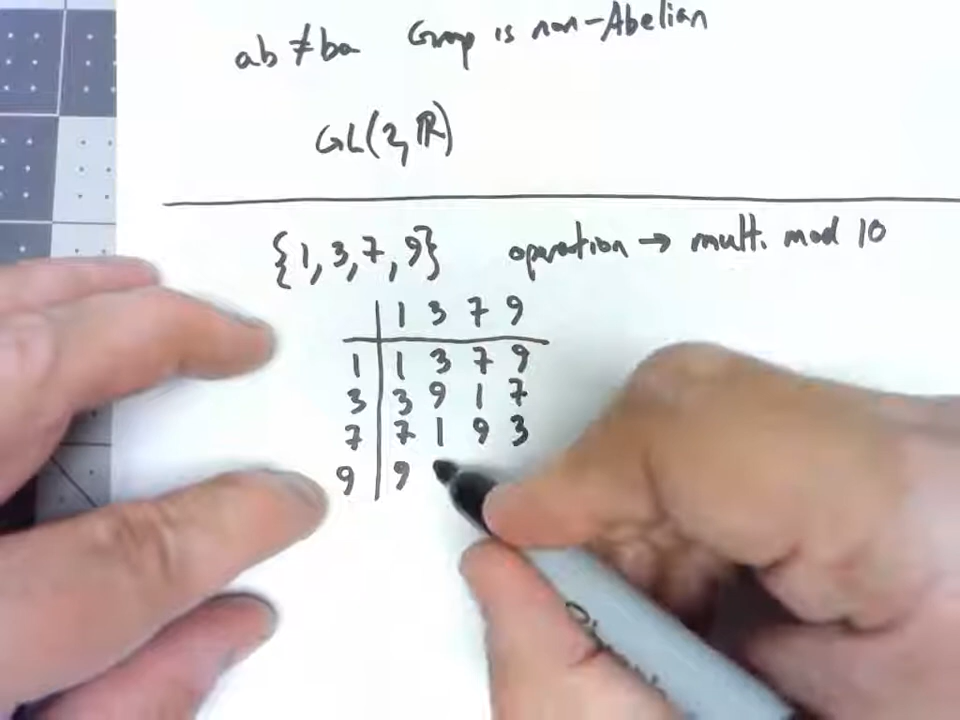 ab ≠ ba Group is non-Abelian
GL(2, ℝ)
{1, 3, 7, 9} operation → mult. mod 10
1 3 7 9
1 1 3 7 9
3 3 9 1 7
7 7 1 9 3
9 9